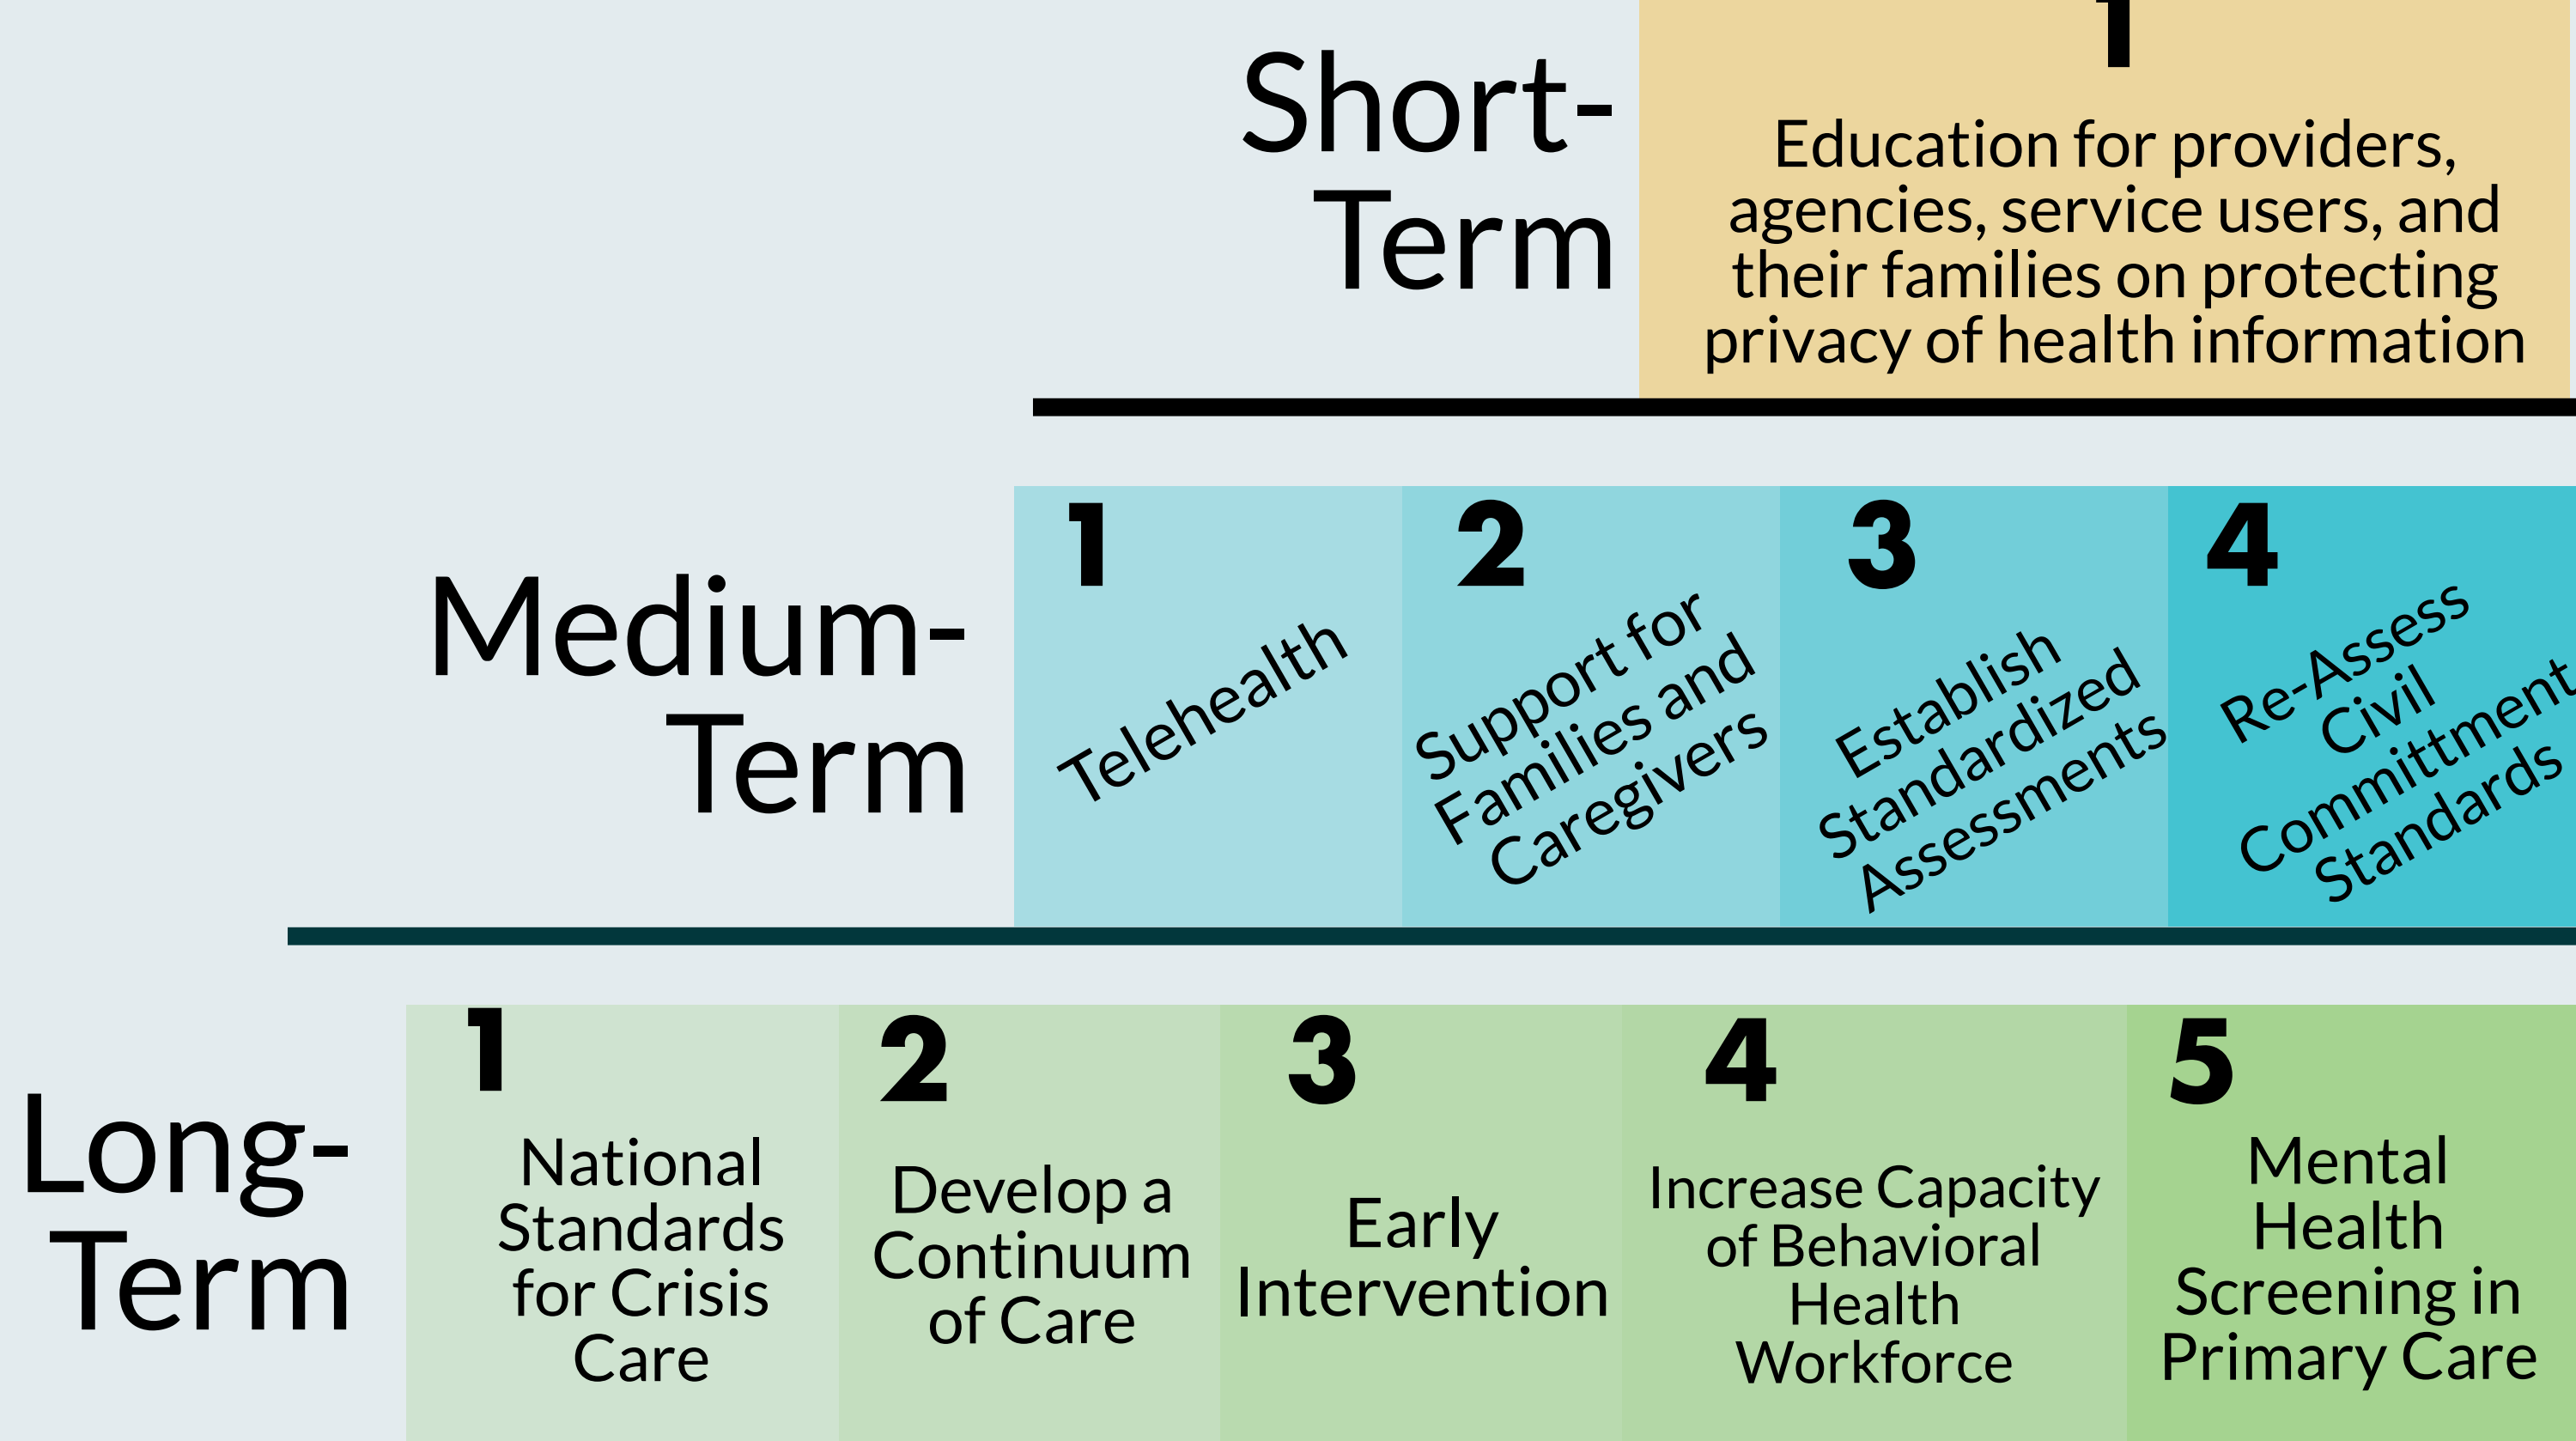 Short-
Term
1
Education for providers,
agencies, service users, and
their families on protecting
privacy of health information
Medium-
Term
1
Telehealth
2
Support for
Families and
Caregivers
3
Establish
Standardized
Assessments
4
Re-Assess
Civil
Committment
Standards
Long-
Term
1
National
Standards
for Crisis
Care
2
Develop a
Continuum
of Care
3
Early
Intervention
4
Increase Capacity
of Behavioral
Health
Workforce
5
Mental
Health
Screening in
Primary Care